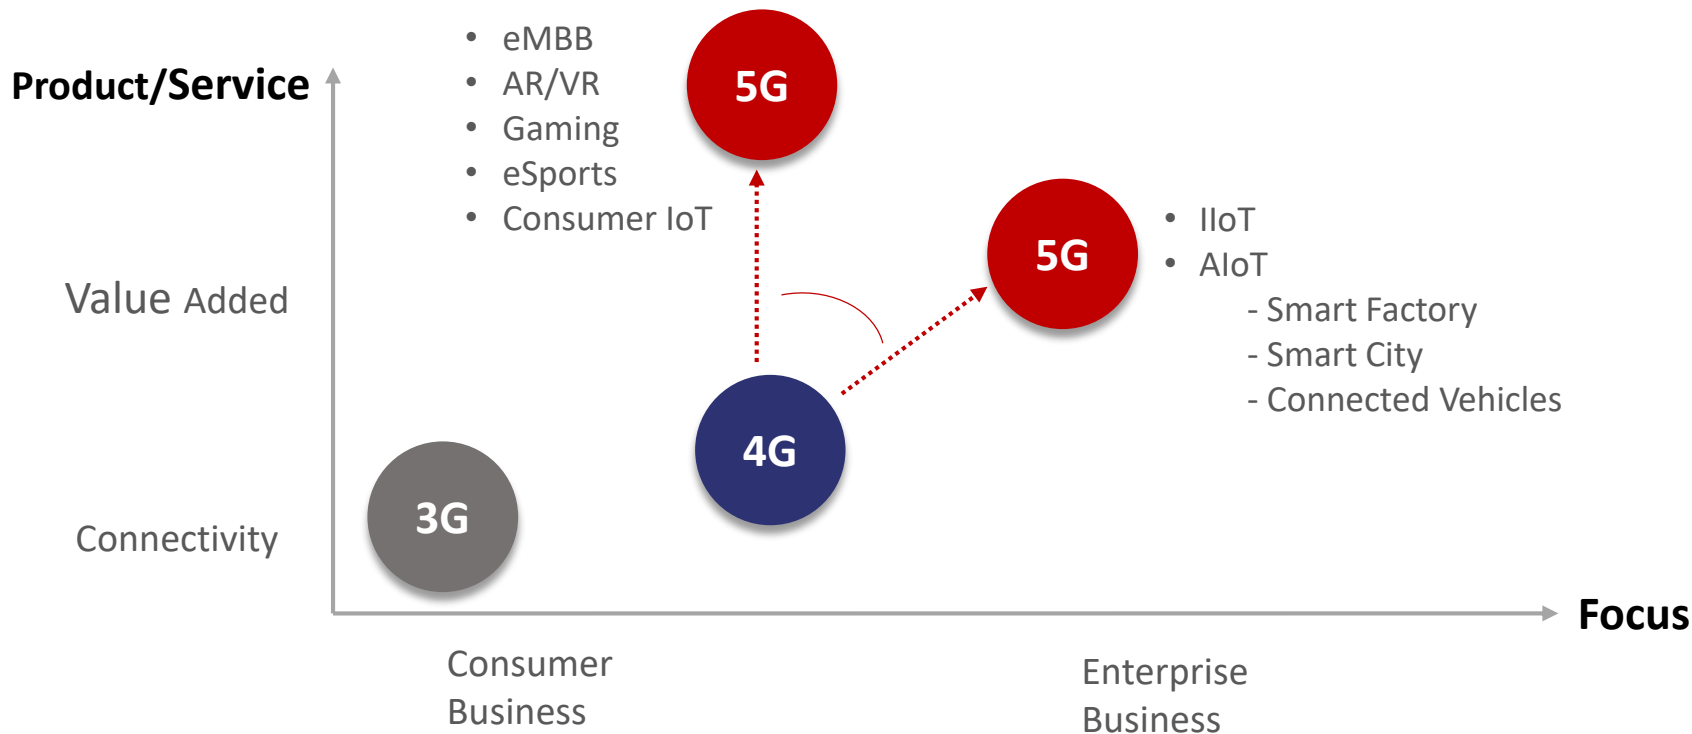 Product/Service
• eMBB
• AR/VR
• Gaming
• eSports
• Consumer IoT
5G
5G
• IIoT
• AIoT
- Smart Factory
- Smart City
- Connected Vehicles
Value Added
4G
3G
Connectivity
Focus
Consumer
Business
Enterprise
Business